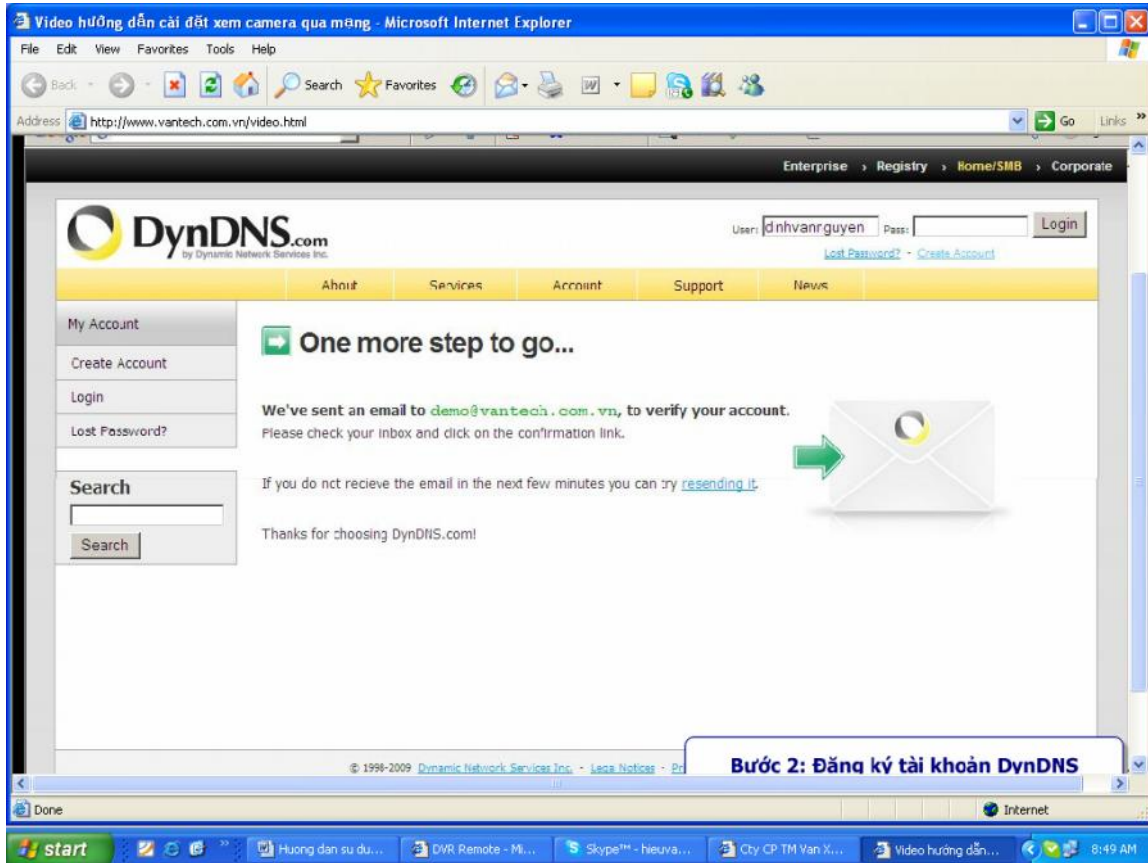 Video hướng dẫn cài đặt xem camera qua mạng - Microsoft Internet Explorer
File Edit View Favorites Tools Help
Back Search Favorites
Address http://www.vantech.com.vn/video.html Go Links »
Enterprise › Registry › Home/SMB › Corporate
DynDNS.com
by Dynamic Network Services Inc.
User: dinhvannguyen Pass: Login
Lost Password? - Create Account
About Services Account Support News
My Account
Create Account
Login
Lost Password?
Search
Search
One more step to go...
We've sent an email to demo@vantech.com.vn, to verify your account.
Please check your inbox and click on the confirmation link.
If you do not recieve the email in the next few minutes you can try resending it.
Thanks for choosing DynDNS.com!
© 1998-2009 Dynamic Network Services Inc. - Legal Notices - Pr
Bước 2: Đăng ký tài khoản DynDNS
Done Internet
start Huong dan su du... DVR Remote - Mi... Skype™ - hieuva... Cty CP TM Van X... Video hướng dẫn... 8:49 AM